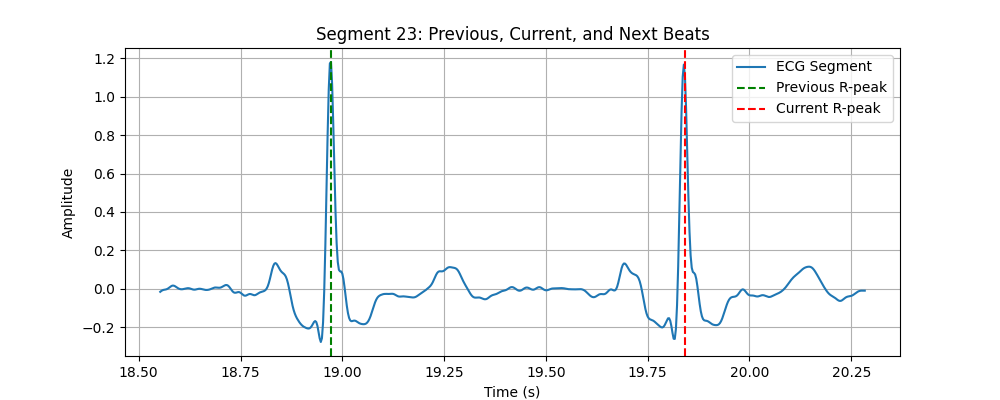 Segment 23: Previous, Current, and Next Beats
ECG Segment
Previous R-peak
Current R-peak
Amplitude
1.2
1.0
0.8
0.6
0.4
0.2
0.0
−0.2
18.50 18.75 19.00 19.25 19.50 19.75 20.00 20.25
Time (s)